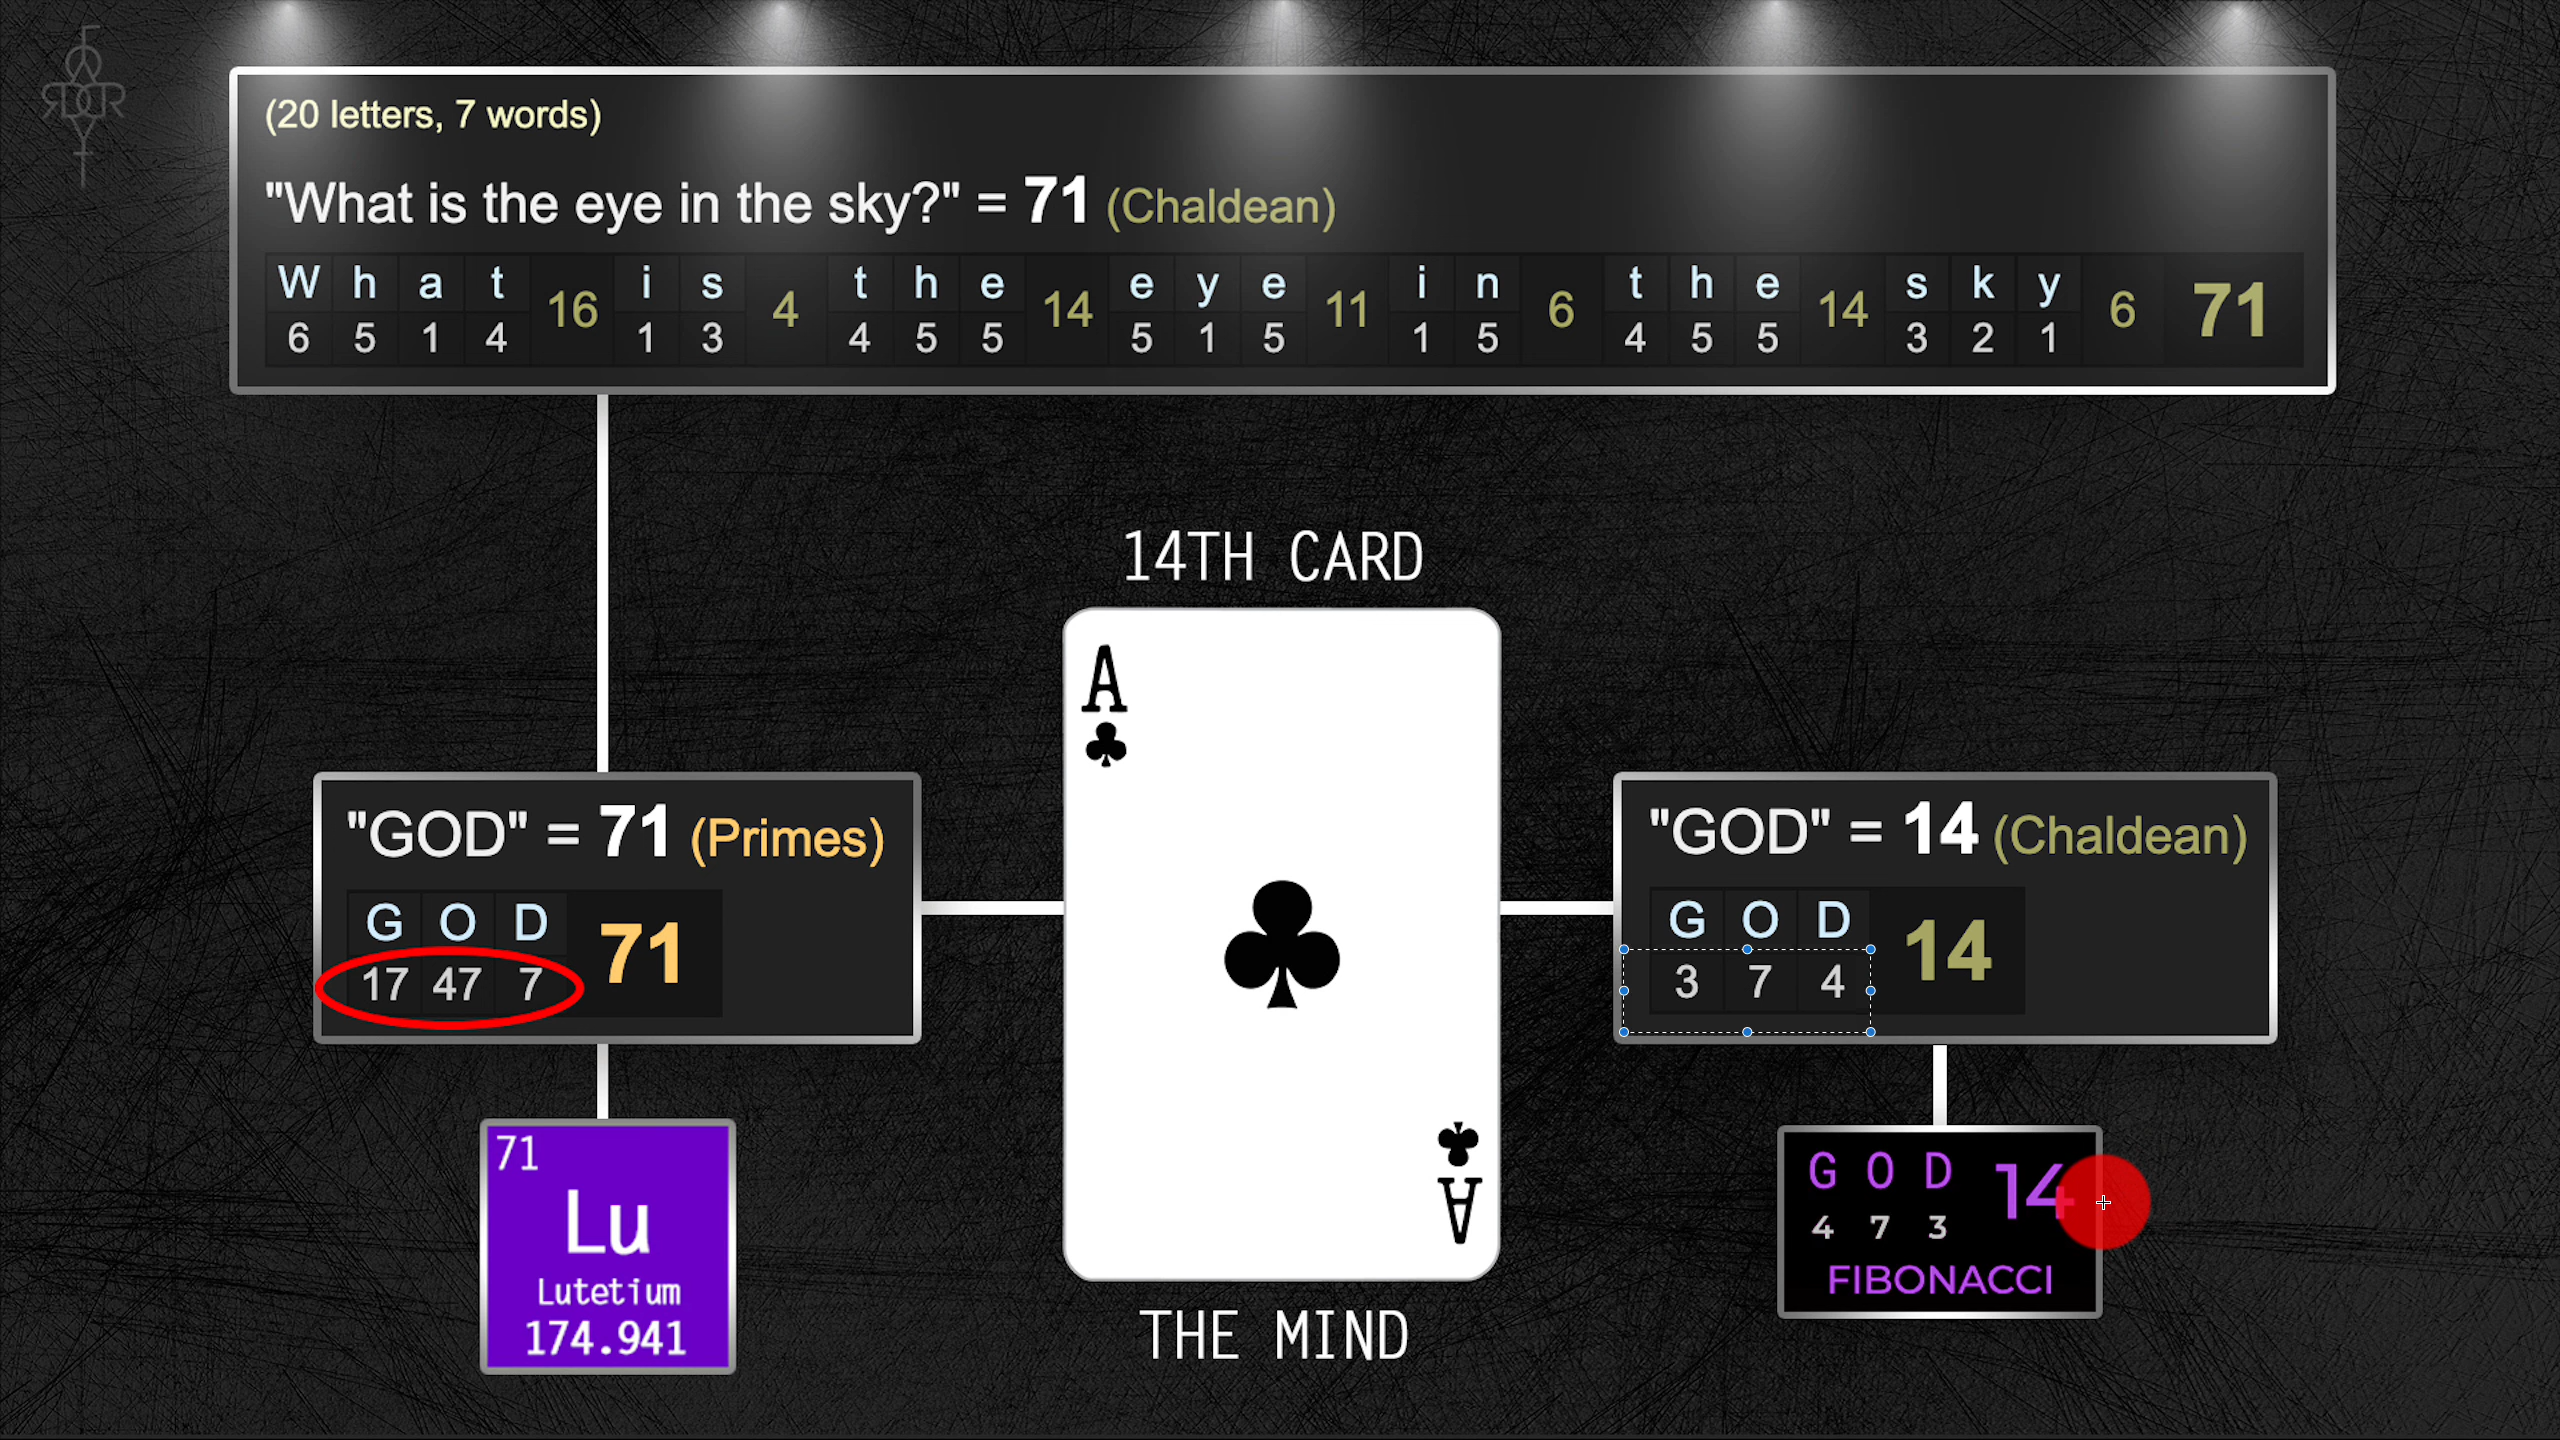 (20 letters, 7 words)
"What is the eye in the sky?" = 71 (Chaldean)
W h a t 16 i s 4 t h e 14 e y e 11 i n 6 t h e 14 s k y 6 71
6 5 1 4 1 3 4 5 5 5 1 5 1 5 4 5 5 3 2 1
14TH CARD
A
A
THE MIND
"GOD" = 71 (Primes)
G O D 71
17 47 7
71
Lu
Lutetium
174.941
"GOD" = 14 (Chaldean)
G O D 14
3 7 4
G O D 14
4 7 3
FIBONACCI